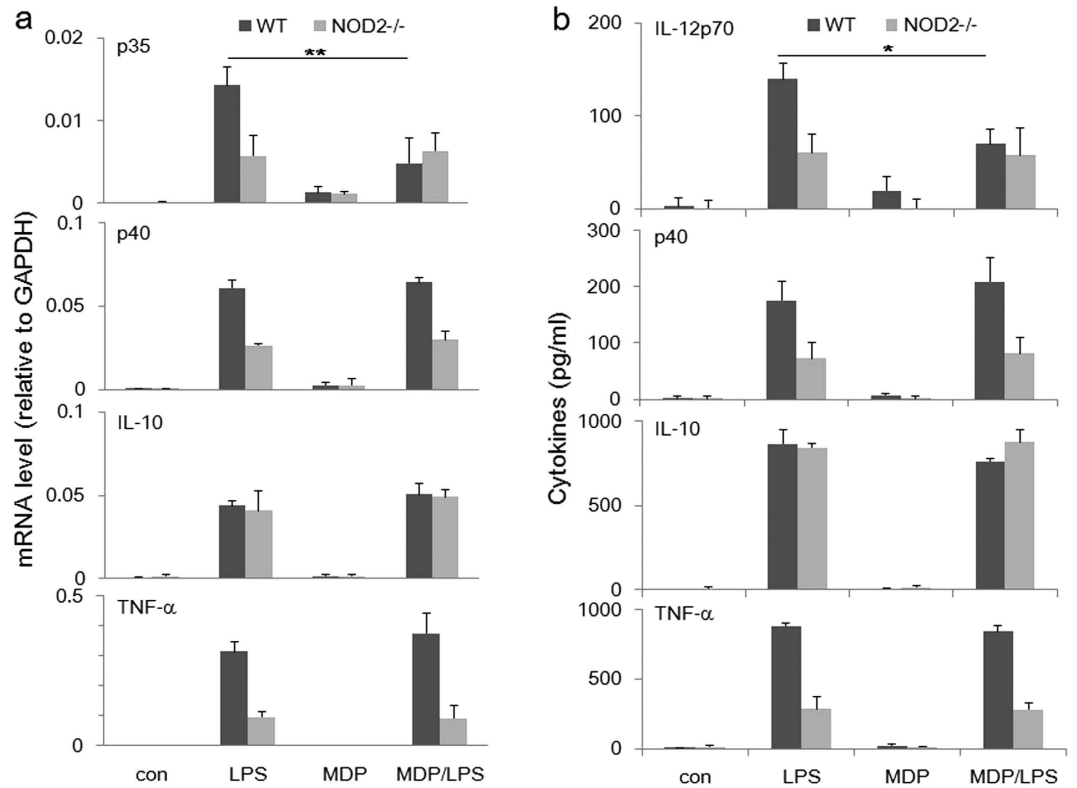 a
WT NOD2-/-
mRNA level (relative to GAPDH)
0.02
p35
**
0.01
0
0.1
p40
0.05
0
0.1
IL-10
0.05
0
0.5
TNF-α
0
con LPS MDP MDP/LPS
b
WT NOD2-/-
Cytokines (pg/ml)
200
IL-12p70
*
100
0
300
p40
200
100
0
1000
IL-10
500
0
1000
TNF-α
500
0
con LPS MDP MDP/LPS